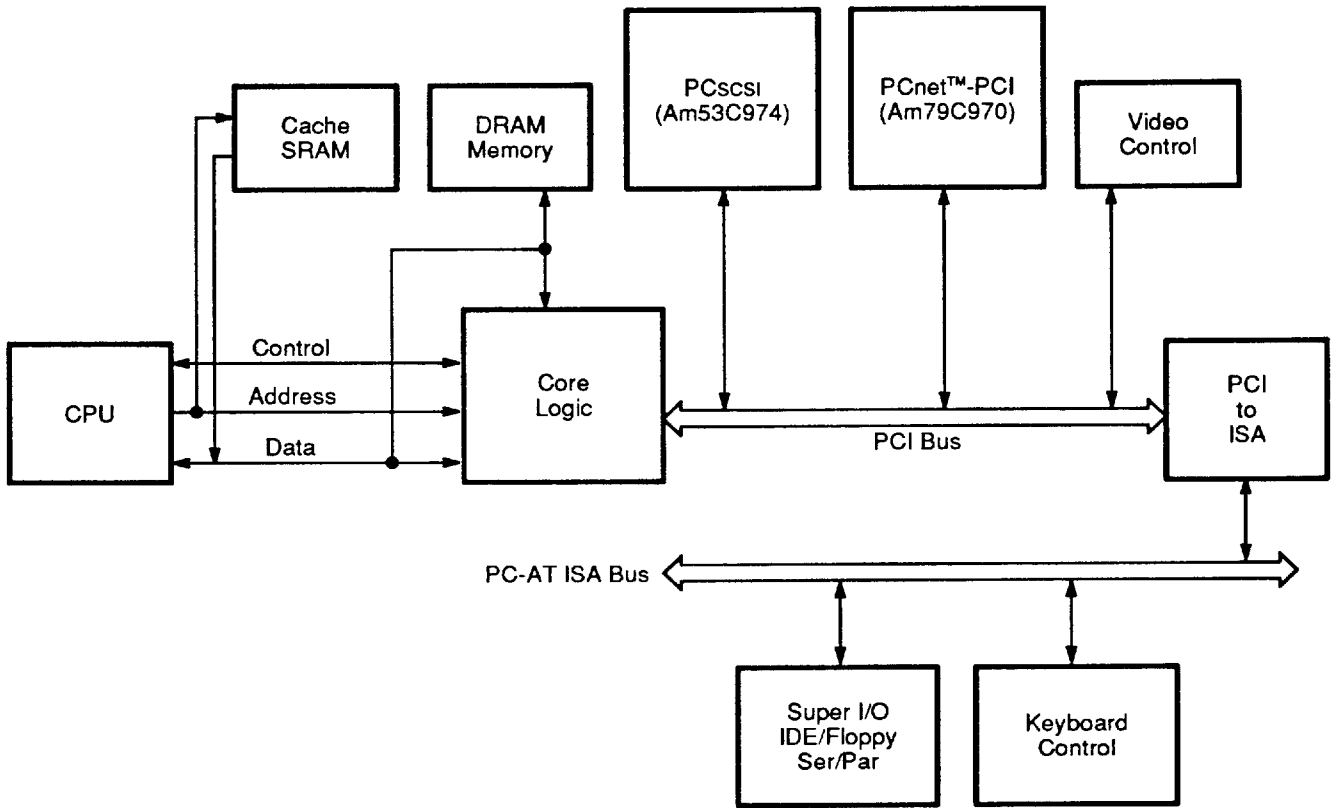 PCSCSI
(Am53C974)
PCnet™-PCI
(Am79C970)
Cache
SRAM
DRAM
Memory
Video
Control
CPU
Control
Address
Data
Core
Logic
PCI Bus
PCI
to
ISA
PC-AT ISA Bus
Super I/O
IDE/Floppy
Ser/Par
Keyboard
Control